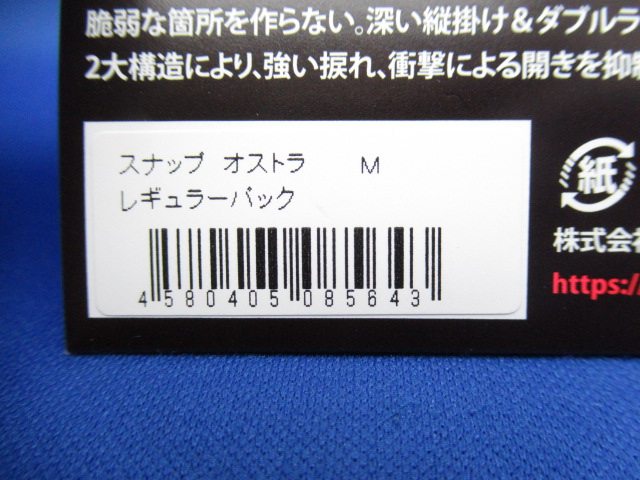 脆弱な箇所を作らない。深い縦掛け＆ダブルラ
2大構造により、強い捩れ、衝撃による開きを抑制
スナップ オストラ M
レギュラーパック
4 580405 085643
紙
株式会社
https://